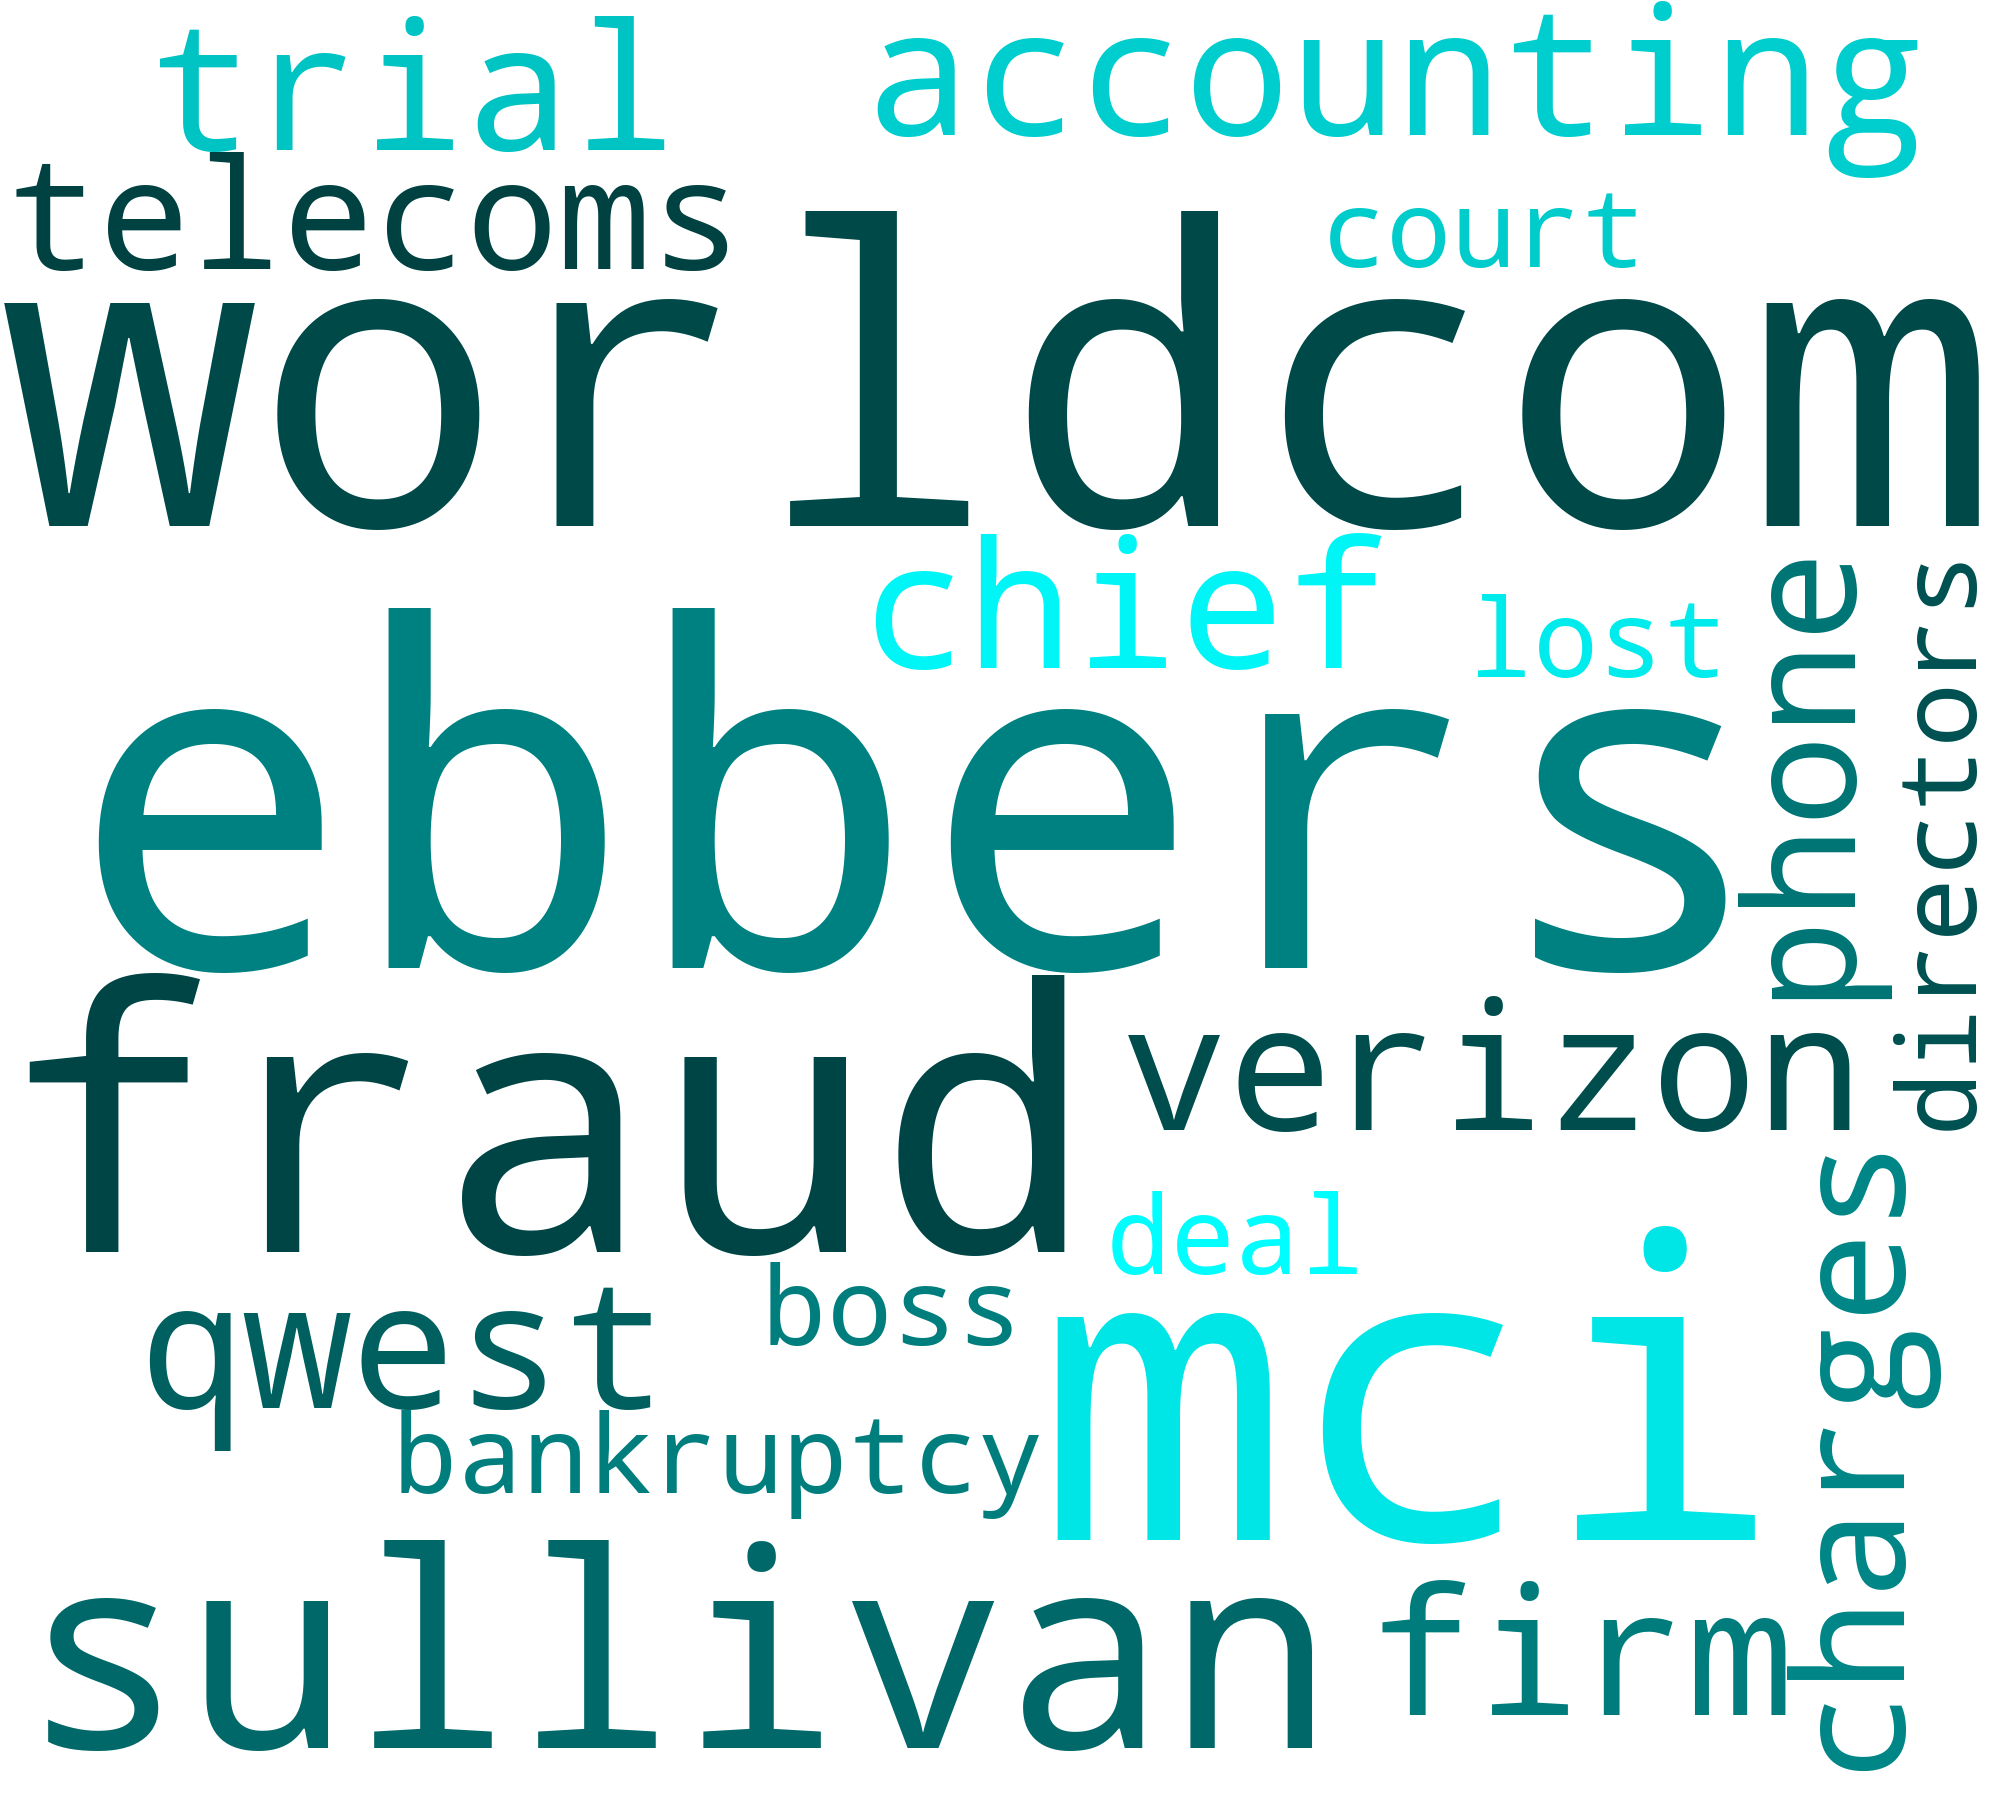 trial accounting
telecoms court
worldcom
chief lost
phone
directors
ebbers
fraud verizon
deal
charges
qwest boss
mci
bankruptcy
sullivan firm